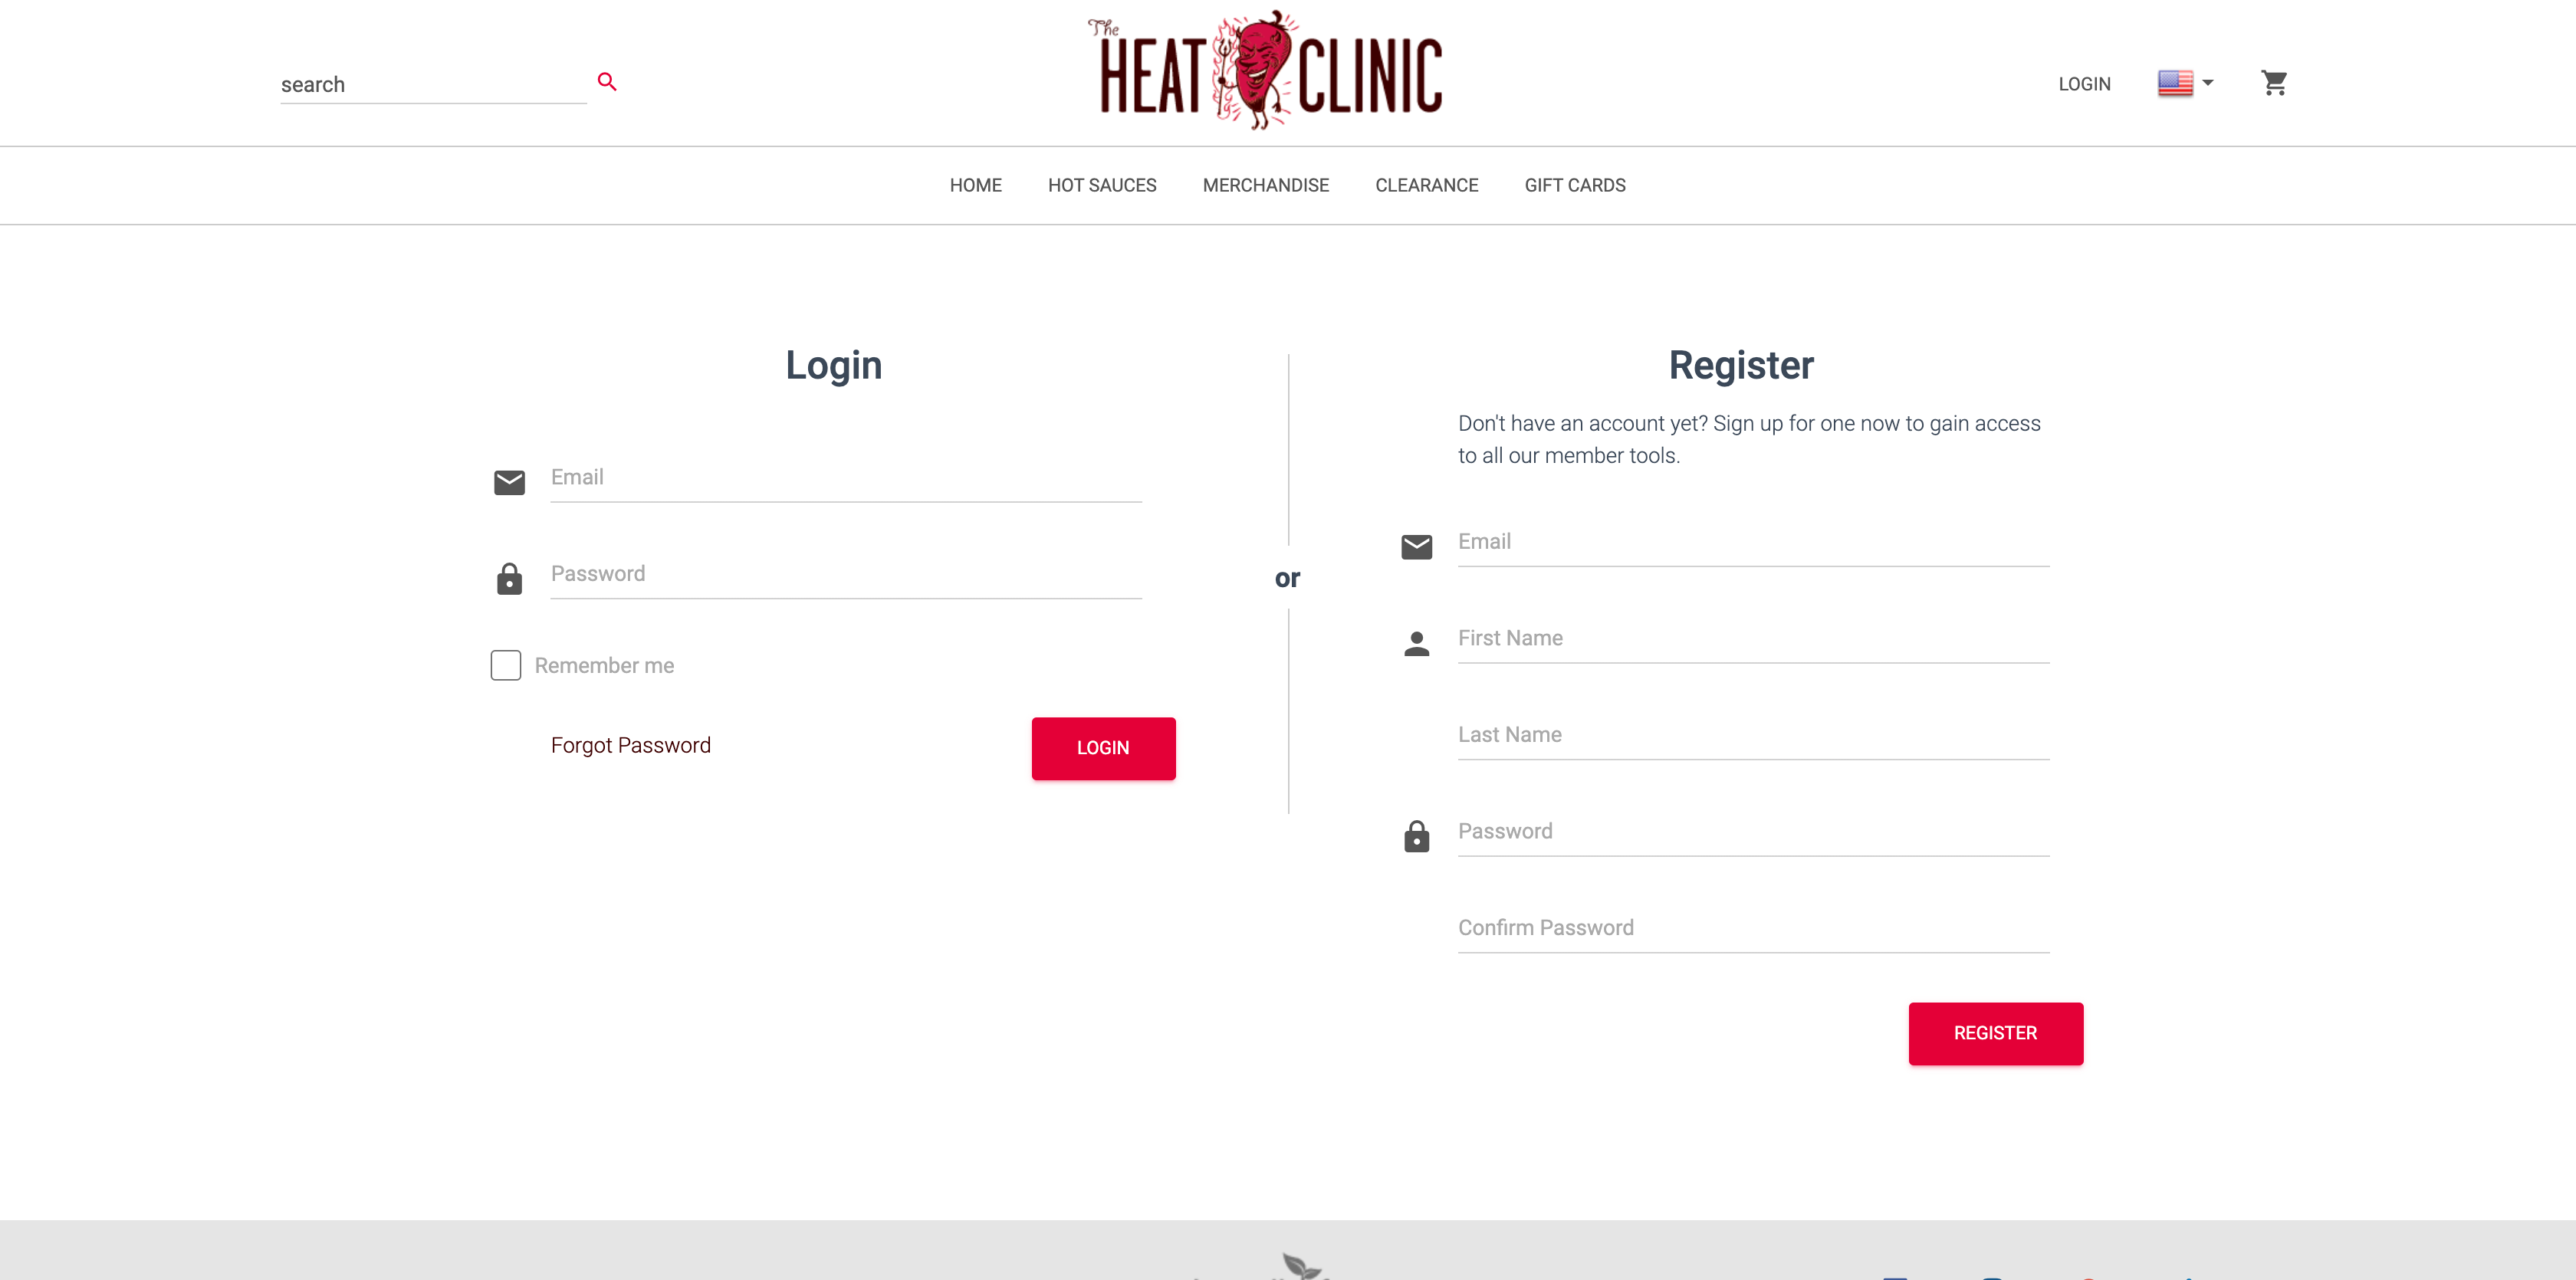 search
The
HEAT CLINIC
LOGIN
HOME HOT SAUCES MERCHANDISE CLEARANCE GIFT CARDS
Login
Email
Password
Remember me
Forgot Password
LOGIN
or
Register
Don't have an account yet? Sign up for one now to gain access
to all our member tools.
Email
First Name
Last Name
Password
Confirm Password
REGISTER